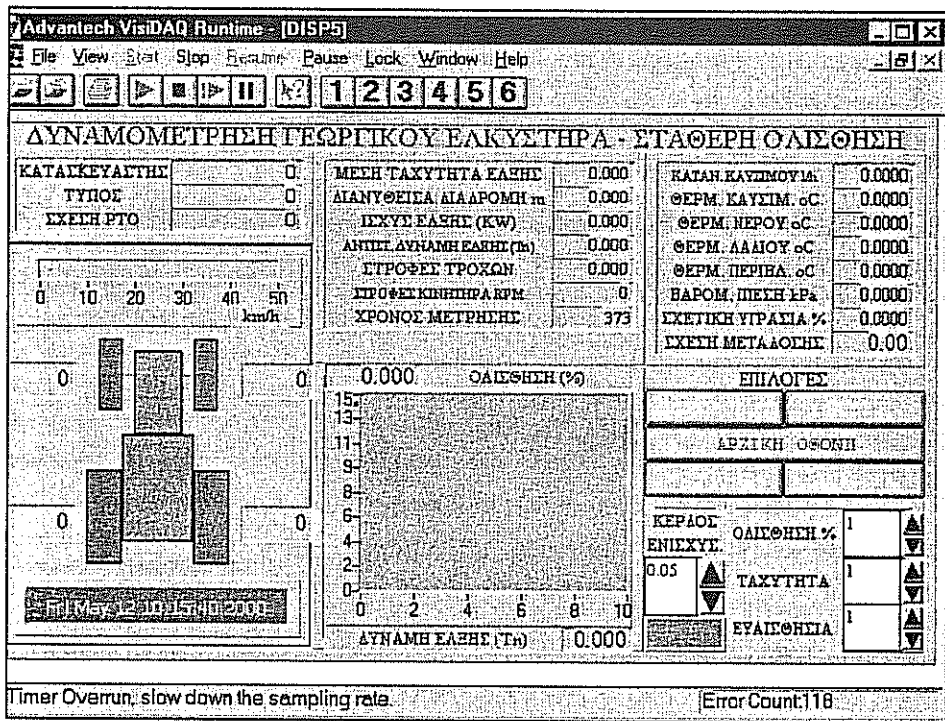 Advantech VisiDAQ Runtime - [DISP5]
File View Start Stop Resume Pause Lock Window Help
1 2 3 4 5 6
ΔΥΝΑΜΟΜΕΤΡΗΣΗ ΓΕΩΡΓΙΚΟΥ ΕΛΚΥΣΤΗΡΑ - ΣΤΑΘΕΡΗ ΟΛΙΣΘΗΣΗ
ΚΑΤΑΣΚΕΥΑΣΤΗΣ 0
ΤΥΠΟΣ 0
ΣΧΕΣΗ ΡΤΟ 0
ΜΕΣΗ ΤΑΧΥΤΗΤΑ ΕΛΞΗΣ 0.000
ΔΙΑΝΥΘΕΙΣΑ ΔΙΑΔΡΟΜΗ m 0.000
ΙΣΧΥΣ ΕΛΞΗΣ (KW) 0.000
ΑΝΤΙΣΤ. ΔΥΝΑΜΗ ΕΛΞΗΣ (Tn) 0.000
ΣΤΡΟΦΕΣ ΤΡΟΧΩΝ 0.000
ΣΤΡΟΦΕΣ ΚΙΝΗΤΗΡΑ RPM 0
ΧΡΟΝΟΣ ΜΕΤΡΗΣΗΣ 373
ΚΑΤΑΝ. ΚΑΥΣΙΜΟΥ l/h 0.0000
ΘΕΡΜ. ΚΑΥΣΙΜ. oC 0.0000
ΘΕΡΜ. ΝΕΡΟΥ oC 0.0000
ΘΕΡΜ. ΛΑΔΙΟΥ oC 0.0000
ΘΕΡΜ. ΠΕΡΙΒΑ. oC 0.0000
ΒΑΡΟΜ. ΠΙΕΣΗ kPa 0.0000
ΣΧΕΤΙΚΗ ΥΓΡΑΣΙΑ % 0.0000
ΣΧΕΣΗ ΜΕΤΑΔΟΣΗΣ 0.00
0 10 20 30 40 50
km/h
0 0
0 0
Fri May 12 10:15:40 2000
0.000 ΟΛΙΣΘΗΣΗ (%)
15
13
11
9
8
6
4
2
0
0 2 4 6 8 10
ΔΥΝΑΜΗ ΕΛΞΗΣ (Tn) 0.000
ΕΠΙΛΟΓΕΣ
ΑΡΧΙΚΗ ΟΘΟΝΗ
ΚΕΡΔΟΣ
ΕΝΙΣΧΥΣ.
0.05
ΟΛΙΣΘΗΣΗ % 1
ΤΑΧΥΤΗΤΑ 1
ΕΥΑΙΣΘΗΣΙΑ 1
Timer Overrun, slow down the sampling rate. Error Count:118